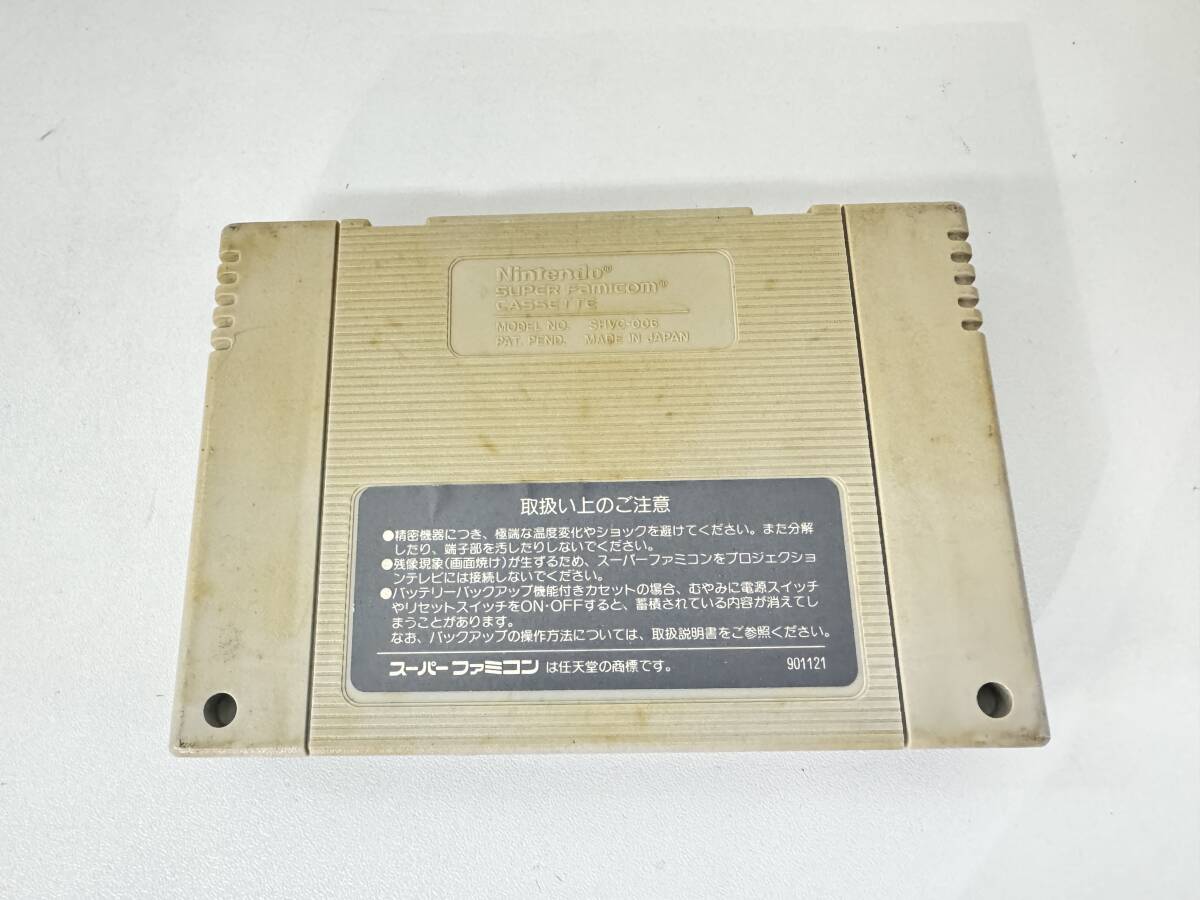 Nintendo®
SUPER FAMICOM®
CASSETTE
MODEL NO. SHVC-006
PAT. PEND. MADE IN JAPAN
取扱い上のご注意
●精密機器につき、極端な温度変化やショックを避けてください。また分解
したり、端子部を汚したりしないでください。
●残像現象(画面焼け)が生ずるため、スーパーファミコンをプロジェクショ
ンテレビには接続しないでください。
●バッテリーバックアップ機能付きカセットの場合、むやみに電源スイッチ
やリセットスイッチをON・OFFすると、蓄積されている内容が消えてし
まうことがあります。
なお、バックアップの操作方法については、取扱説明書をご参照ください。
スーパーファミコン は任天堂の商標です。 901121